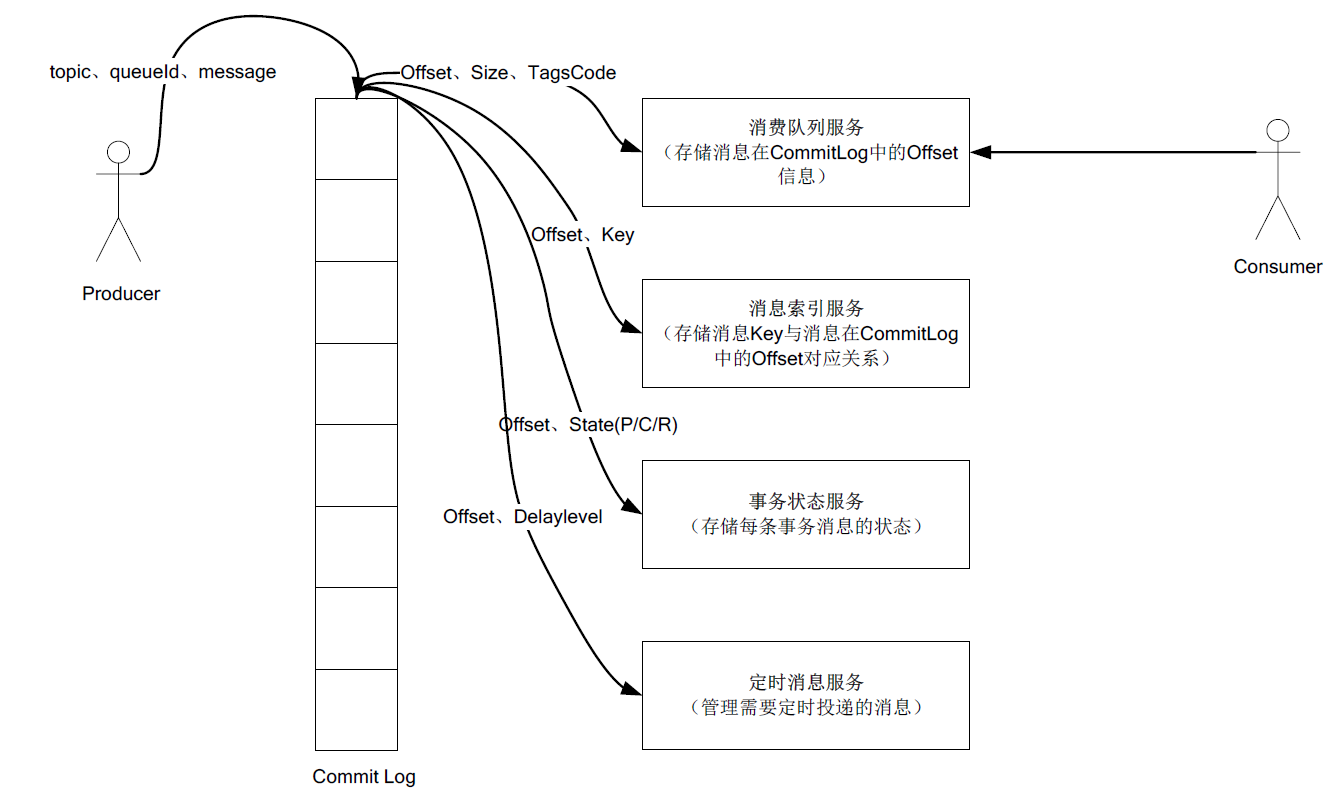 topic、queueId、message
Offset、Size、TagsCode
消费队列服务
（存储消息在CommitLog中的Offset
信息）
Offset、Key
Producer
Consumer
消息索引服务
（存储消息Key与消息在CommitLog
中的Offset对应关系）
Offset、State(P/C/R)
事务状态服务
（存储每条事务消息的状态）
Offset、Delaylevel
定时消息服务
（管理需要定时投递的消息）
Commit Log